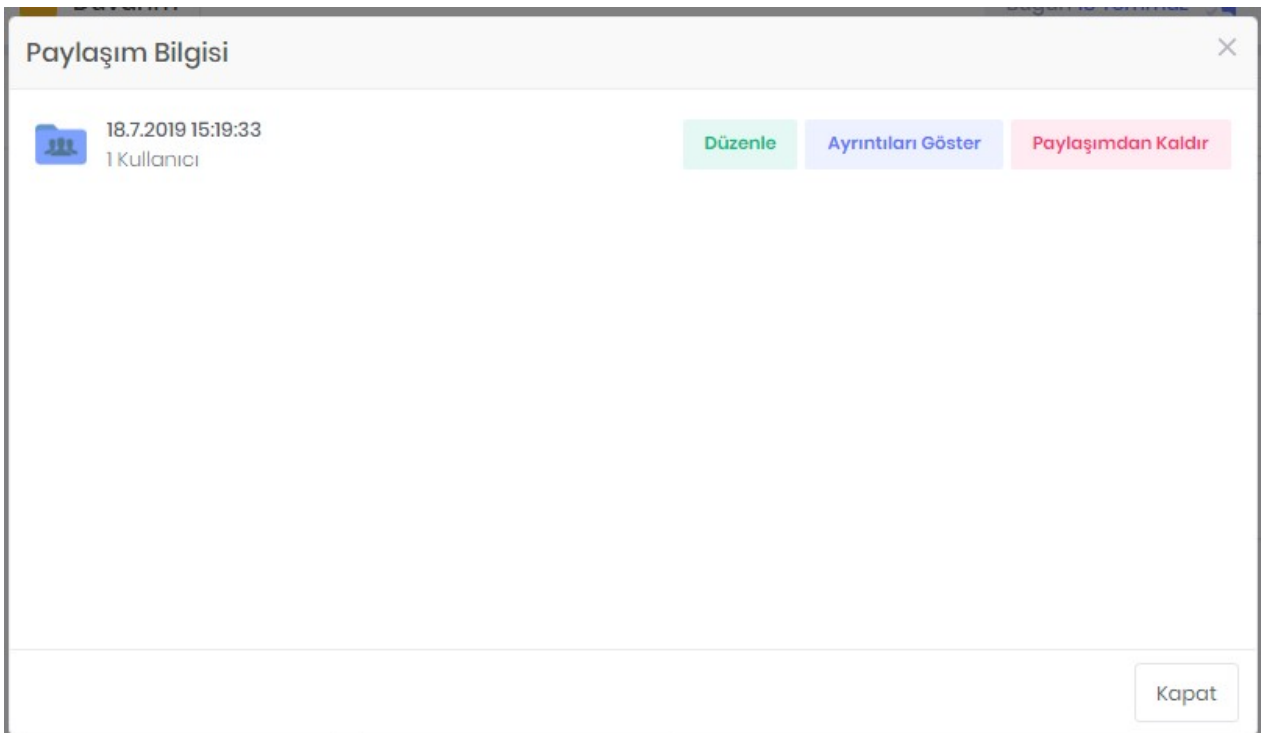 Paylaşım Bilgisi
18.7.2019 15:19:33
1 Kullanıcı
Düzenle
Ayrıntıları Göster
Paylaşımdan Kaldır
Kapat